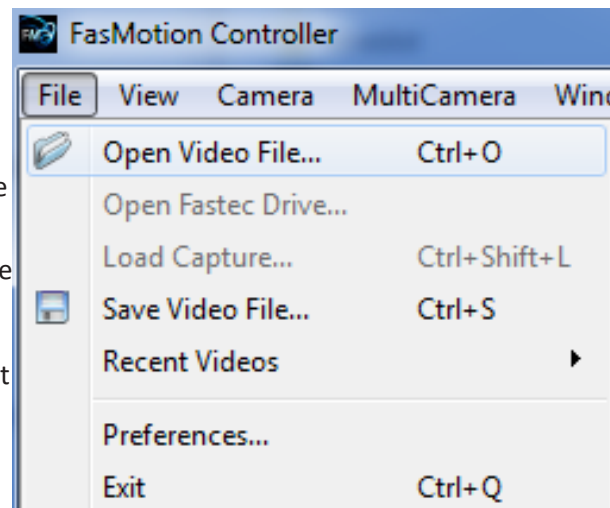 FasMotion Controller
File View Camera MultiCamera
Open Video File... Ctrl+O
Open Fastec Drive...
Load Capture... Ctrl+Shift+L
Save Video File... Ctrl+S
Recent Videos
Preferences...
Exit Ctrl+Q